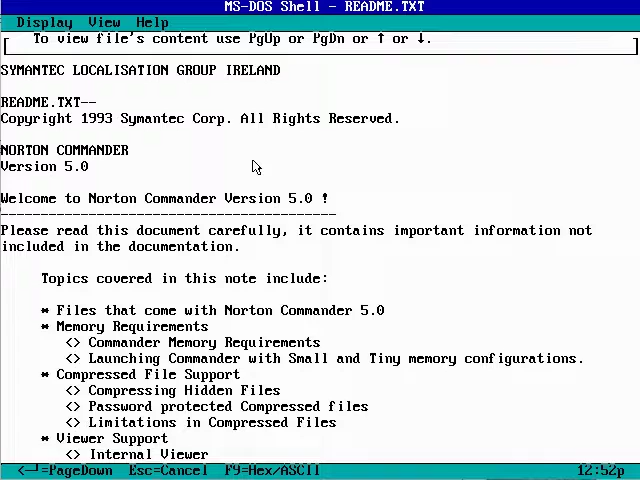 MS-DOS Shell - README.TXT
Display View Help
To view file's content use PgUp or PgDn or ↑ or ↓.
SYMANTEC LOCALISATION GROUP IRELAND
README.TXT--
Copyright 1993 Symantec Corp. All Rights Reserved.
NORTON COMMANDER
Version 5.0
Welcome to Norton Commander Version 5.0 !
------------------------------------------
Please read this document carefully, it contains important information not
included in the documentation.
Topics covered in this note include:
* Files that come with Norton Commander 5.0
* Memory Requirements
<> Commander Memory Requirements
<> Launching Commander with Small and Tiny memory configurations.
* Compressed File Support
<> Compressing Hidden Files
<> Password protected Compressed files
<> Limitations in Compressed Files
* Viewer Support
<> Internal Viewer
<─┘=PageDown Esc=Cancel F9=Hex/ASCII 12:52p